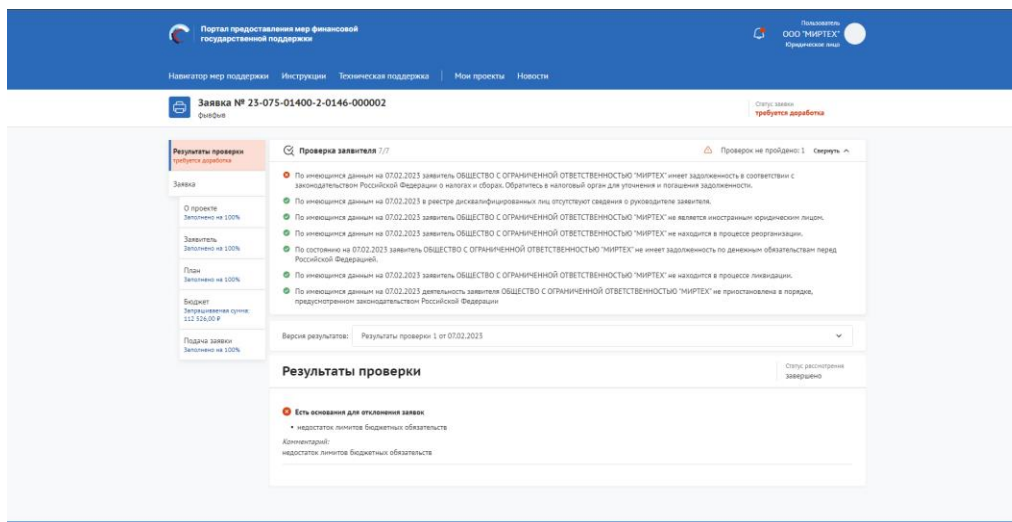 Портал предоставления мер финансовой
государственной поддержки
Пользователь
ООО "МИРТЕХ"
Юридическое лицо
Навигатор мер поддержки Инструкции Техническая поддержка Мои проекты Новости
Заявка № 23-075-01400-2-0146-000002
фывфыв
Статус заявки
требуется доработка
Результаты проверки
требуется доработка
Заявка
О проекте
Заполнено на 100%
Заявитель
Заполнено на 100%
План
Заполнено на 100%
Бюджет
Запрашиваемая сумма:
112 326,00 ₽
Подача заявки
Заполнено на 100%
Проверка заявителя 7/7
Проверок не пройдено: 1 Свернуть
По имеющимся данным на 07.02.2023 заявитель ОБЩЕСТВО С ОГРАНИЧЕННОЙ ОТВЕТСТВЕННОСТЬЮ "МИРТЕХ" имеет задолженность в соответствии с
законодательством Российской Федерации о налогах и сборах. Обратитесь в налоговый орган для уточнения и погашения задолженности.
По имеющимся данным на 07.02.2023 в реестре дисквалифицированных лиц отсутствуют сведения о руководителе заявителя.
По имеющимся данным на 07.02.2023 заявитель ОБЩЕСТВО С ОГРАНИЧЕННОЙ ОТВЕТСТВЕННОСТЬЮ "МИРТЕХ" не является иностранным юридическим лицом.
По имеющимся данным на 07.02.2023 заявитель ОБЩЕСТВО С ОГРАНИЧЕННОЙ ОТВЕТСТВЕННОСТЬЮ "МИРТЕХ" не находится в процессе реорганизации.
По состоянию на 07.02.2023 заявитель ОБЩЕСТВО С ОГРАНИЧЕННОЙ ОТВЕТСТВЕННОСТЬЮ "МИРТЕХ" не имеет задолженность по денежным обязательствам перед
Российской Федерацией.
По имеющимся данным на 07.02.2023 заявитель ОБЩЕСТВО С ОГРАНИЧЕННОЙ ОТВЕТСТВЕННОСТЬЮ "МИРТЕХ" не находится в процессе ликвидации.
По имеющимся данным на 07.02.2023 деятельность заявителя ОБЩЕСТВО С ОГРАНИЧЕННОЙ ОТВЕТСТВЕННОСТЬЮ "МИРТЕХ" не приостановлена в порядке,
предусмотренном законодательством Российской Федерации
Версия результатов: Результаты проверки 1 от 07.02.2023
Результаты проверки
Статус рассмотрения
завершено
Есть основания для отклонения заявок
• недостаток лимитов бюджетных обязательств
Комментарий:
недостаток лимитов бюджетных обязательств